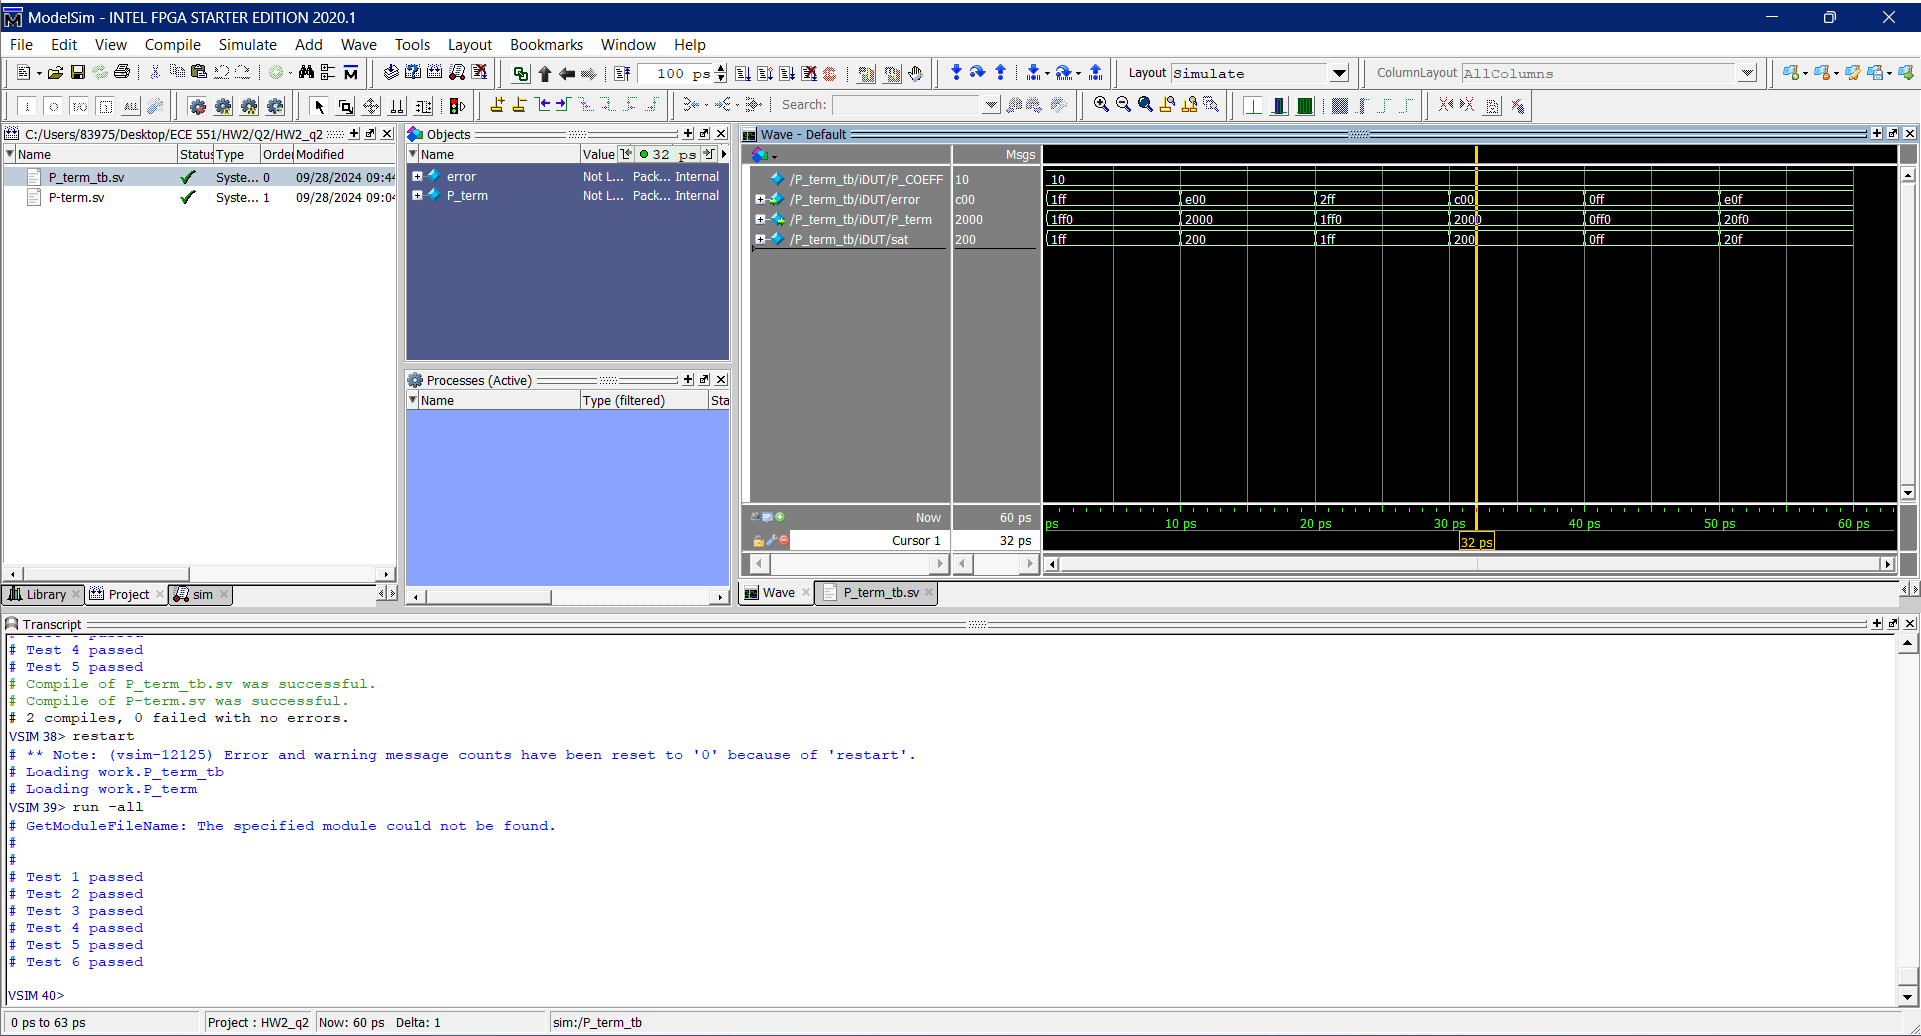 ModelSim - INTEL FPGA STARTER EDITION 2020.1
File Edit View Compile Simulate Add Wave Tools Layout Bookmarks Window Help
100 ps
Layout Simulate
ColumnLayout AllColumns
ALL
Search:
C:/Users/83975/Desktop/ECE 551/HW2/Q2/HW2_q2
Name Status Type Order Modified
P_term_tb.sv Syste... 0 09/28/2024 09:44
P-term.sv Syste... 1 09/28/2024 09:04
Library Project sim
Objects
Name Value 32 ps
error Not L... Pack... Internal
P_term Not L... Pack... Internal
Processes (Active)
Name Type (filtered) Sta
Wave - Default
Msgs
/P_term_tb/iDUT/P_COEFF 10 10
/P_term_tb/iDUT/error c00 1ff e00 2ff c00 0ff e0f
/P_term_tb/iDUT/P_term 2000 1ff0 2000 1ff0 2000 0ff0 20f0
/P_term_tb/iDUT/sat 200 1ff 200 1ff 200 0ff 20f
Now 60 ps ps 10 ps 20 ps 30 ps 40 ps 50 ps 60 ps
Cursor 1 32 ps 32 ps
Wave P_term_tb.sv
Transcript
# Test 4 passed
# Test 5 passed
# Compile of P_term_tb.sv was successful.
# Compile of P-term.sv was successful.
# 2 compiles, 0 failed with no errors.
VSIM 38> restart
# ** Note: (vsim-12125) Error and warning message counts have been reset to '0' because of 'restart'.
# Loading work.P_term_tb
# Loading work.P_term
VSIM 39> run -all
# GetModuleFileName: The specified module could not be found.
#
#
# Test 1 passed
# Test 2 passed
# Test 3 passed
# Test 4 passed
# Test 5 passed
# Test 6 passed
VSIM 40>
0 ps to 63 ps Project : HW2_q2 Now: 60 ps Delta: 1 sim:/P_term_tb